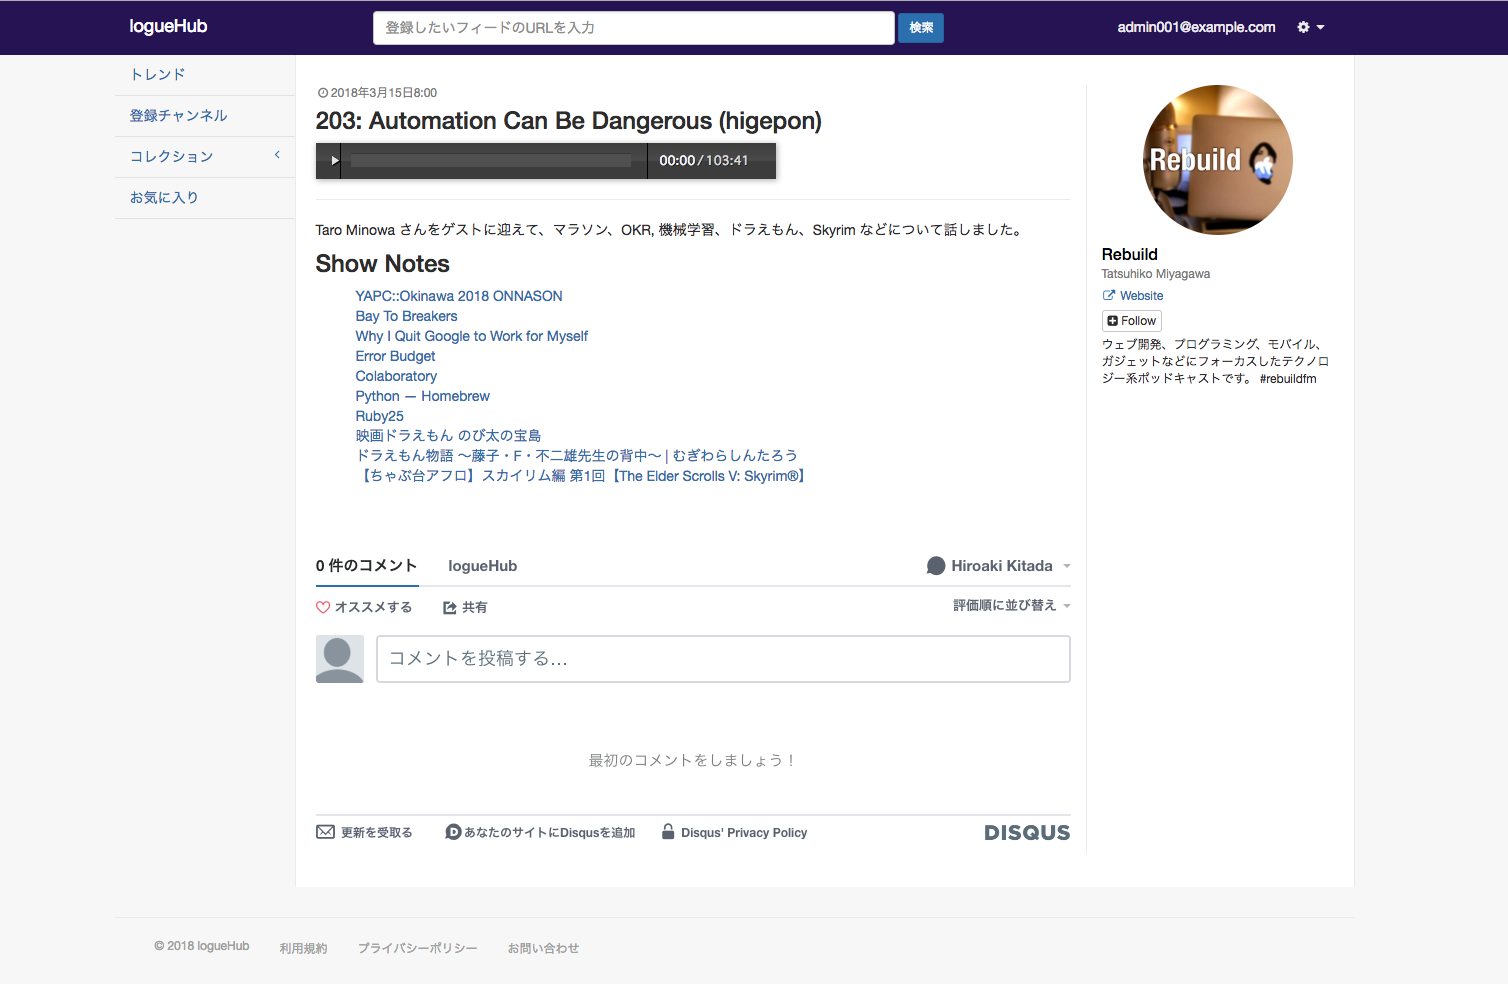 logueHub
登録したいフィードのURLを入力
検索
admin001@example.com
トレンド
登録チャンネル
コレクション
お気に入り
2018年3月15日8:00
203: Automation Can Be Dangerous (higepon)
00:00 / 103:41
Taro Minowa さんをゲストに迎えて、マラソン、OKR, 機械学習、ドラえもん、Skyrim などについて話しました。
Show Notes
YAPC::Okinawa 2018 ONNASON
Bay To Breakers
Why I Quit Google to Work for Myself
Error Budget
Colaboratory
Python — Homebrew
Ruby25
映画ドラえもん のび太の宝島
ドラえもん物語 〜藤子・F・不二雄先生の背中〜 | むぎわらしんたろう
【ちゃぶ台アフロ】スカイリム編 第1回【The Elder Scrolls V: Skyrim®】
0 件のコメント
logueHub
Hiroaki Kitada
オススメする
共有
評価順に並び替え
コメントを投稿する...
最初のコメントをしましょう！
更新を受取る
あなたのサイトにDisqusを追加
Disqus' Privacy Policy
DISQUS
Rebuild
Rebuild
Tatsuhiko Miyagawa
Website
Follow
ウェブ開発、プログラミング、モバイル、
ガジェットなどにフォーカスしたテクノロ
ジー系ポッドキャストです。 #rebuildfm
© 2018 logueHub
利用規約
プライバシーポリシー
お問い合わせ